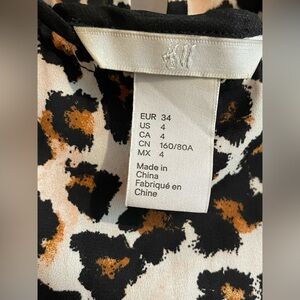 H&M
EUR 34
US 4
CA 4
CN 160/80A
MX 4
Made in
China
Fabriqué en
Chine